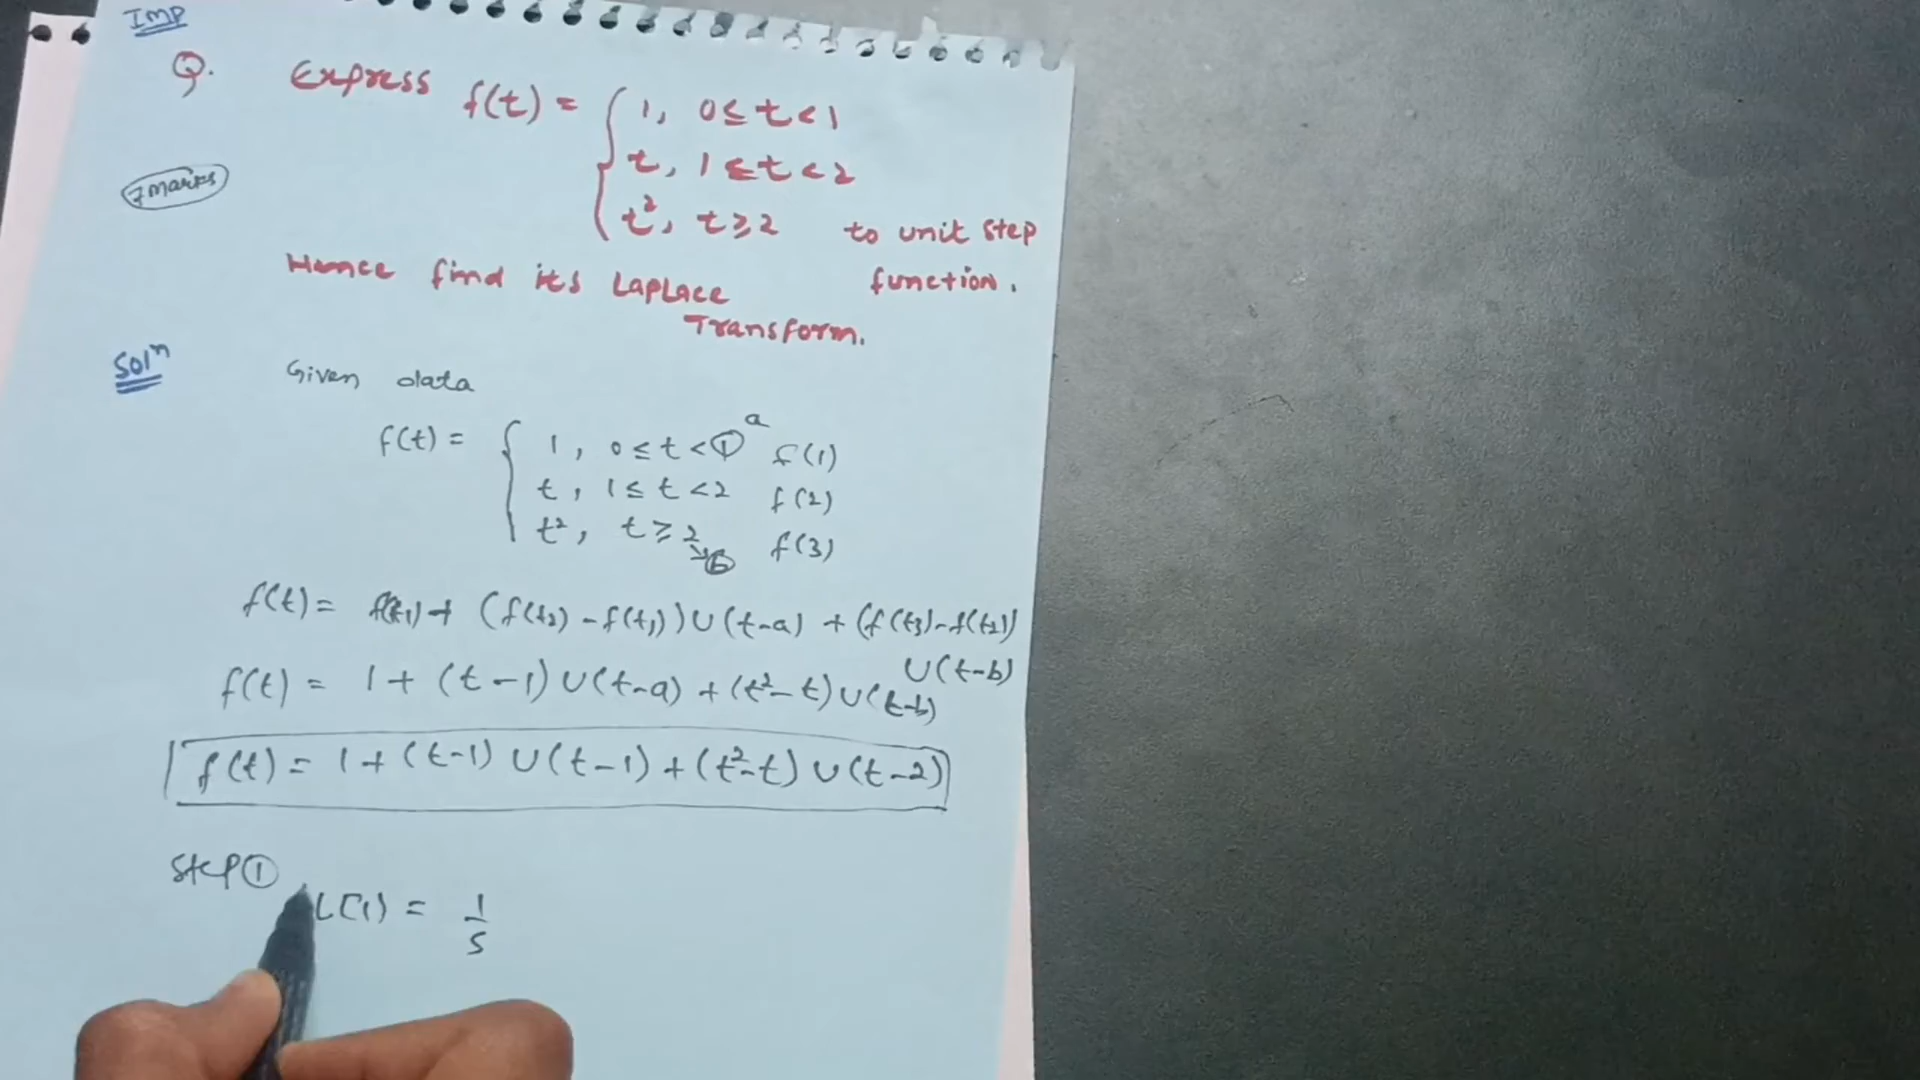 IMP
Q. Express f(t) = { 1, 0 ≤ t < 1
t, 1 ≤ t < 2
7 marks
t², t ≥ 2 to unit step
function.
Hence find its Laplace
Transform.
Solⁿ
Given data
f(t) = { 1, 0 ≤ t < 1 a f(1)
t, 1 ≤ t < 2 f(2)
t², t ≥ 2 → b f(3)
f(t) = f(t₁) + (f(t₂) - f(t₁)) U(t-a) + (f(t₃) - f(t₂))
U(t-b)
f(t) = 1 + (t-1) U(t-a) + (t²-t) U(t-b)
f(t) = 1 + (t-1) U(t-1) + (t²-t) U(t-2)
Step ①
L[1) = 1/s